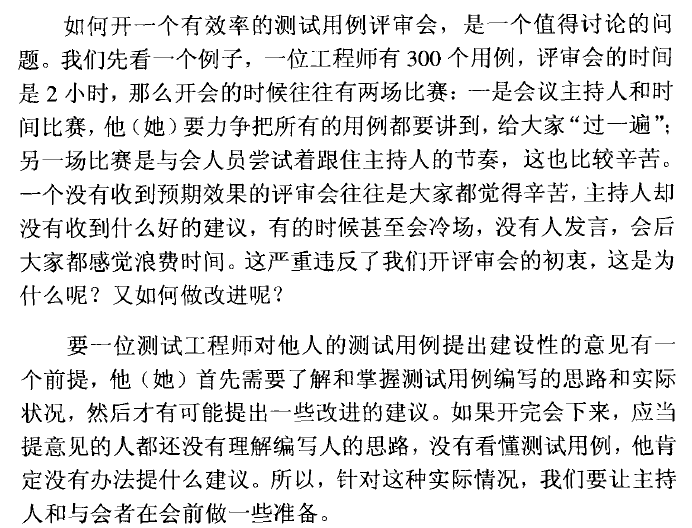 如何开一个有效率的测试用例评审会，是一个值得讨论的问
题。我们先看一个例子，一位工程师有 300 个用例，评审会的时间
是 2 小时，那么开会的时候往往有两场比赛：一是会议主持人和时
间比赛，他（她）要力争把所有的用例都要讲到，给大家“过一遍”；
另一场比赛是与会人员尝试着跟住主持人的节奏，这也比较辛苦。
一个没有收到预期效果的评审会往往是大家都觉得辛苦，主持人却
没有收到什么好的建议，有的时候甚至会冷场，没有人发言，会后
大家都感觉浪费时间。这严重违反了我们开评审会的初衷，这是为
什么呢？又如何做改进呢？
要一位测试工程师对他人的测试用例提出建设性的意见有一
个前提，他（她）首先需要了解和掌握测试用例编写的思路和实际
状况，然后才有可能提出一些改进的建议。如果开完会下来，应当
提意见的人都还没有理解编写人的思路，没有看懂测试用例，他肯
定没有办法提什么建议。所以，针对这种实际情况，我们要让主持
人和与会者在会前做一些准备。